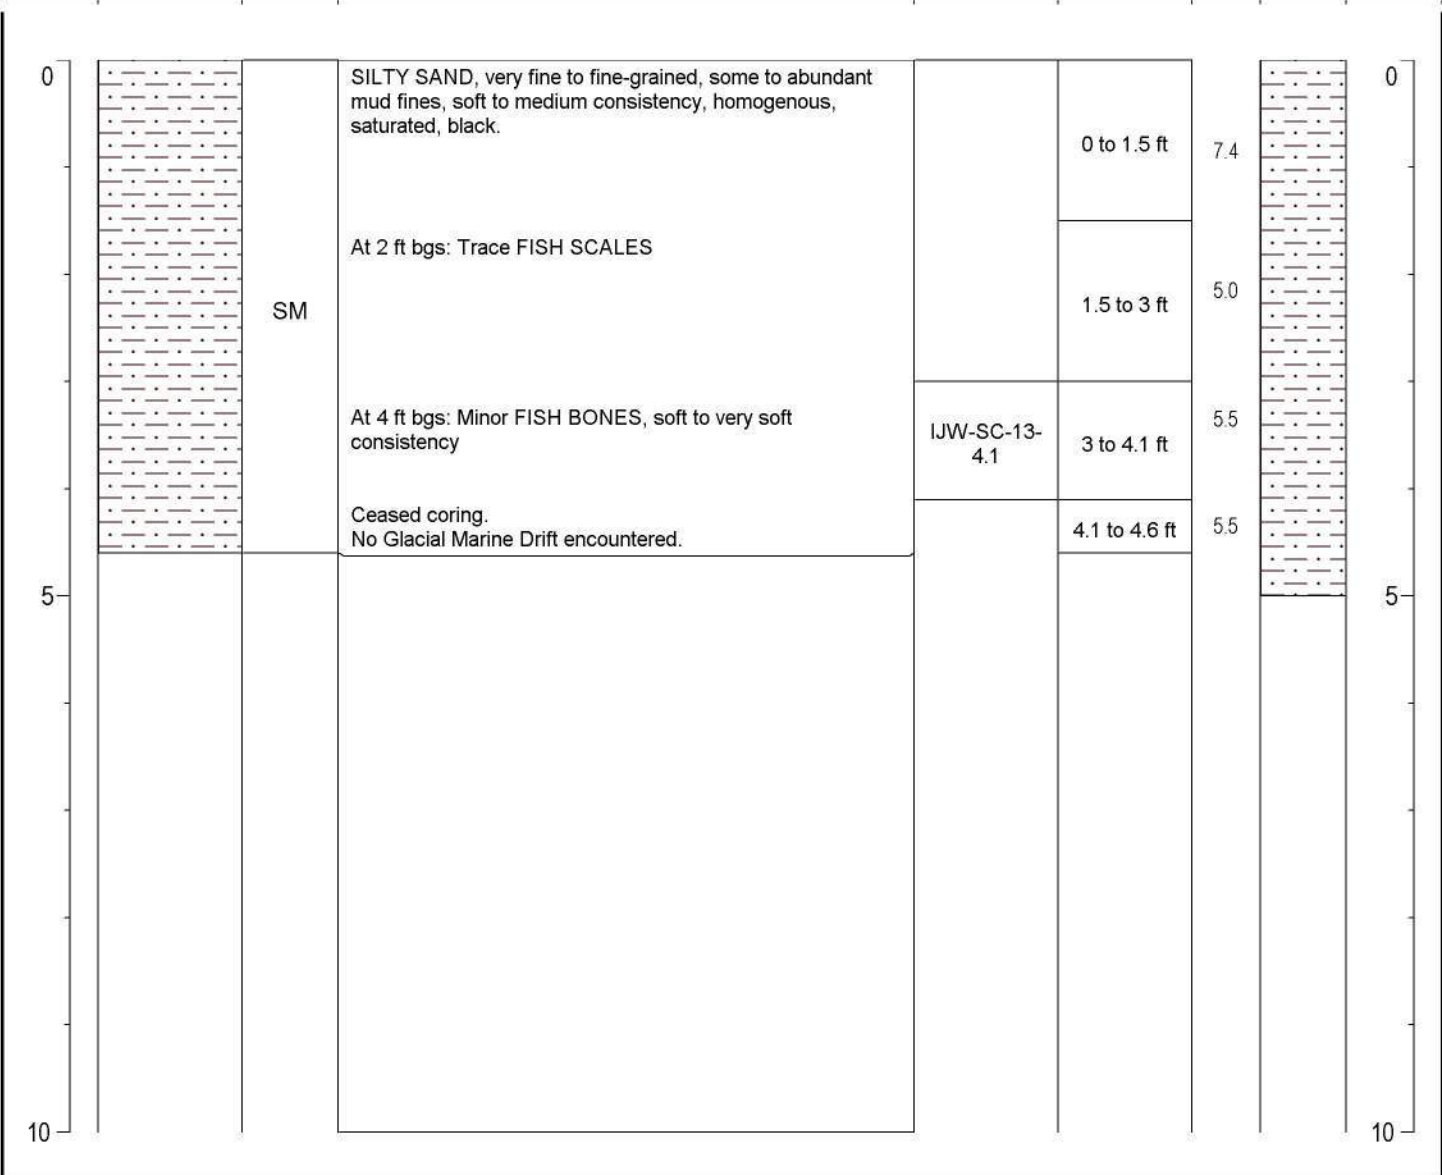 0
SILTY SAND, very fine to fine-grained, some to abundant
mud fines, soft to medium consistency, homogenous,
saturated, black.
0
0 to 1.5 ft
7.4
At 2 ft bgs: Trace FISH SCALES
1.5 to 3 ft
5.0
SM
At 4 ft bgs: Minor FISH BONES, soft to very soft
consistency
IJW-SC-13-
4.1
3 to 4.1 ft
5.5
Ceased coring.
No Glacial Marine Drift encountered.
4.1 to 4.6 ft
5.5
5
5
10
10